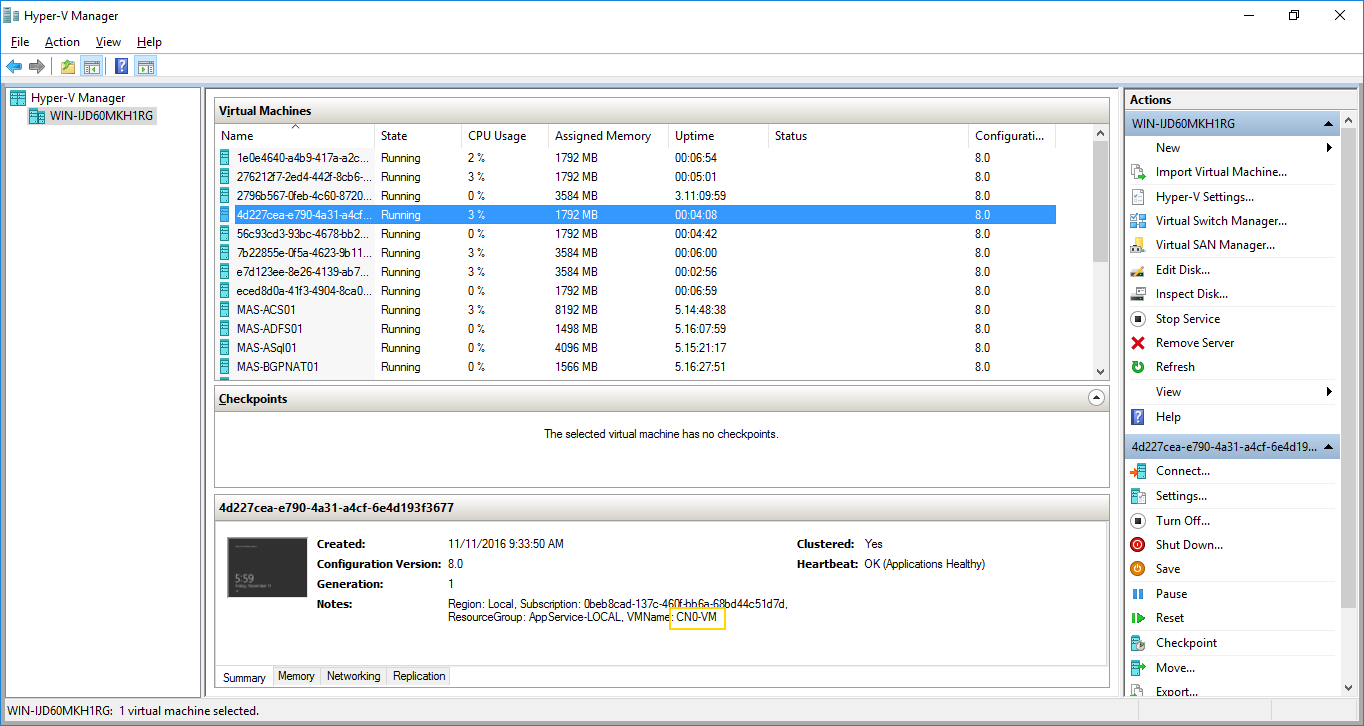 Hyper-V Manager
File Action View Help
Hyper-V Manager
WIN-IJD60MKH1RG
Virtual Machines
Name State CPU Usage Assigned Memory Uptime Status Configurati...
1e0e4640-a4b9-417a-a2c... Running 2 % 1792 MB 00:06:54 8.0
276212f7-2ed4-442f-8cb6-... Running 3 % 1792 MB 00:05:01 8.0
2796b567-0feb-4c60-8720... Running 0 % 3584 MB 3.11:09:59 8.0
4d227cea-e790-4a31-a4cf... Running 3 % 1792 MB 00:04:08 8.0
56c93cd3-93bc-4678-bb2... Running 0 % 1792 MB 00:04:42 8.0
7b22855e-0f5a-4623-9b11... Running 3 % 3584 MB 00:06:00 8.0
e7d123ee-8e26-4139-ab7... Running 3 % 3584 MB 00:02:56 8.0
eced8d0a-41f3-4904-8ca0... Running 0 % 1792 MB 00:06:59 8.0
MAS-ACS01 Running 3 % 8192 MB 5.14:48:38 8.0
MAS-ADFS01 Running 0 % 1498 MB 5.16:07:59 8.0
MAS-ASql01 Running 0 % 4096 MB 5.15:21:17 8.0
MAS-BGPNAT01 Running 0 % 1566 MB 5.16:27:51 8.0
Checkpoints
The selected virtual machine has no checkpoints.
4d227cea-e790-4a31-a4cf-6e4d193f3677
5:59
Created: 11/11/2016 9:33:50 AM Clustered: Yes
Configuration Version: 8.0 Heartbeat: OK (Applications Healthy)
Generation: 1
Notes: Region: Local, Subscription: 0beb8cad-137c-460f-bb6a-68bd44c51d7d,
ResourceGroup: AppService-LOCAL, VMName: CN0-VM
Summary Memory Networking Replication
Actions
WIN-IJD60MKH1RG
New
Import Virtual Machine...
Hyper-V Settings...
Virtual Switch Manager...
Virtual SAN Manager...
Edit Disk...
Inspect Disk...
Stop Service
Remove Server
Refresh
View
Help
4d227cea-e790-4a31-a4cf-6e4d19...
Connect...
Settings...
Turn Off...
Shut Down...
Save
Pause
Reset
Checkpoint
Move...
Export...
WIN-IJD60MKH1RG: 1 virtual machine selected.